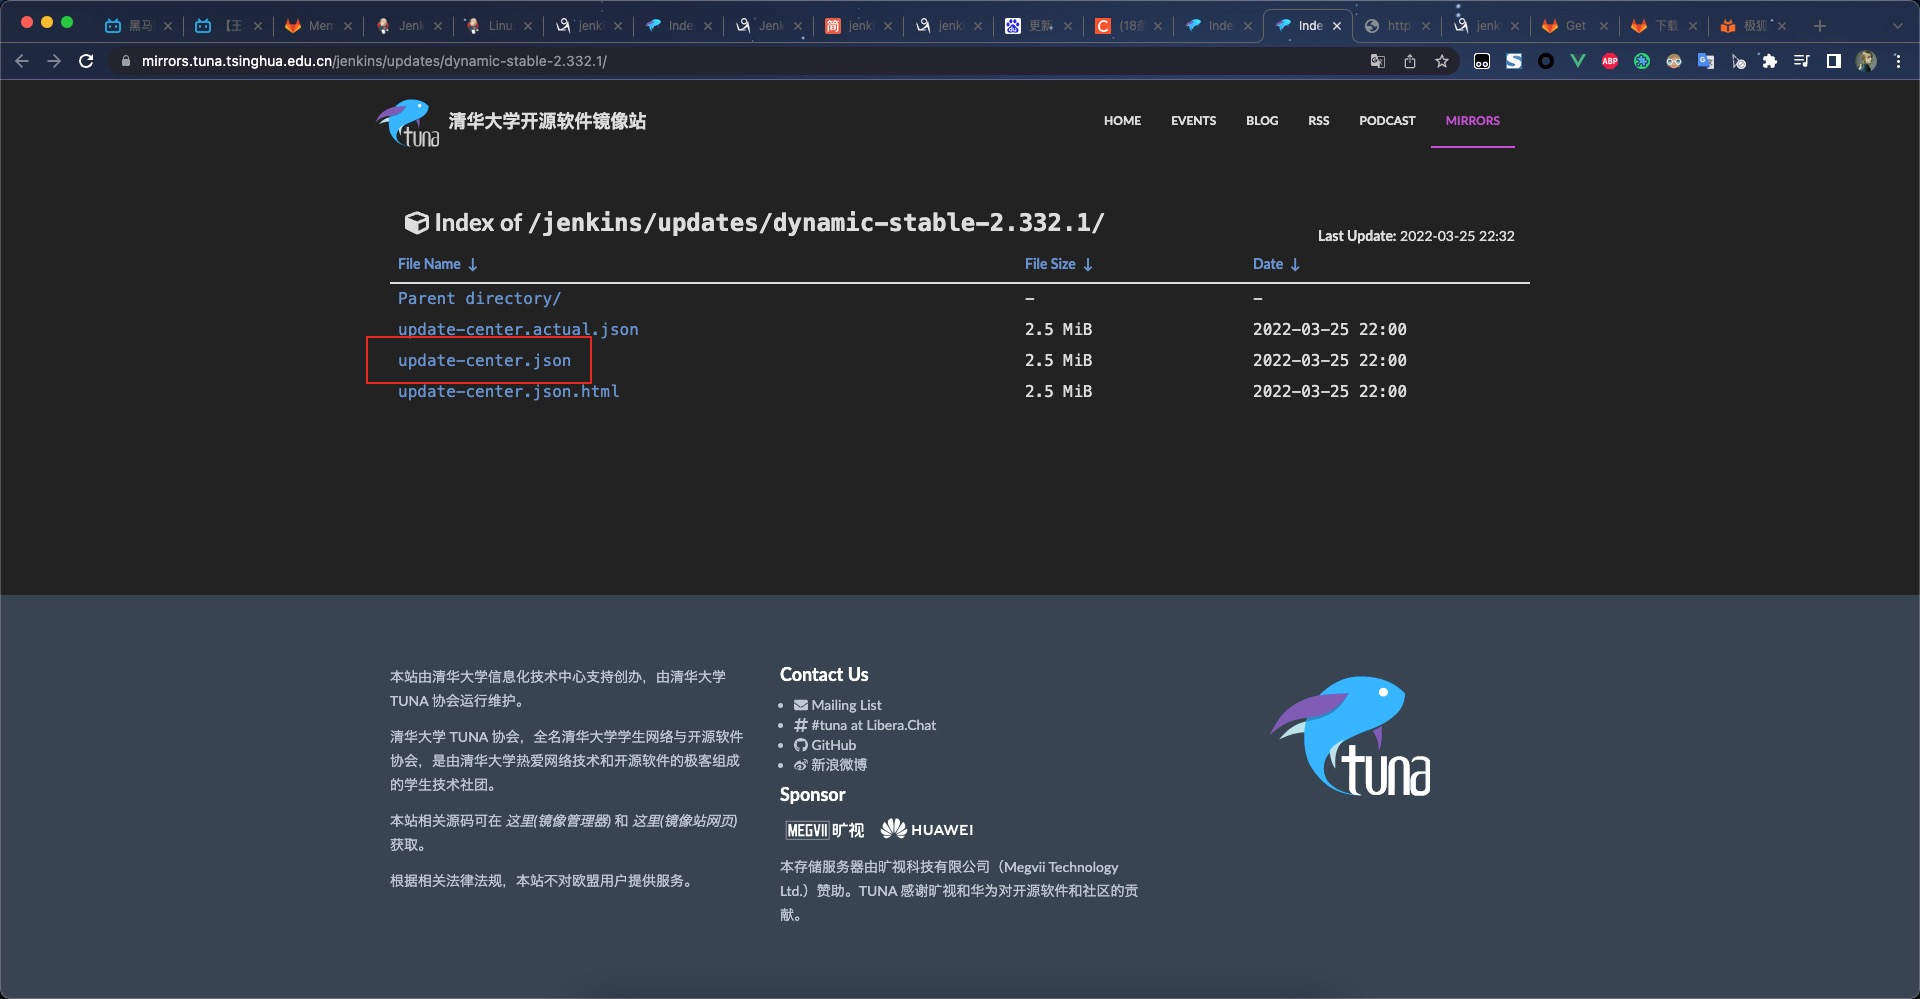 黑马
【王
Men
Jenk
Linu
jenki
Inde
Jenk
简 jenk
jenk
更新
C (18条
Inde
Inde
http
jenk
Get
下载
极狐
mirrors.tuna.tsinghua.edu.cn/jenkins/updates/dynamic-stable-2.332.1/
ABP
tuna 清华大学开源软件镜像站
HOME EVENTS BLOG RSS PODCAST MIRRORS
Index of /jenkins/updates/dynamic-stable-2.332.1/
Last Update: 2022-03-25 22:32
File Name ↓ File Size ↓ Date ↓
Parent directory/ - -
update-center.actual.json 2.5 MiB 2022-03-25 22:00
update-center.json 2.5 MiB 2022-03-25 22:00
update-center.json.html 2.5 MiB 2022-03-25 22:00
本站由清华大学信息化技术中心支持创办，由清华大学
TUNA 协会运行维护。
清华大学 TUNA 协会，全名清华大学学生网络与开源软件
协会，是由清华大学热爱网络技术和开源软件的极客组成
的学生技术社团。
本站相关源码可在 这里(镜像管理器) 和 这里(镜像站网页)
获取。
根据相关法律法规，本站不对欧盟用户提供服务。
Contact Us
Mailing List
#tuna at Libera.Chat
GitHub
新浪微博
Sponsor
MEGVII 旷视 HUAWEI
本存储服务器由旷视科技有限公司（Megvii Technology
Ltd.）赞助。TUNA 感谢旷视和华为对开源软件和社区的贡
献。
tuna